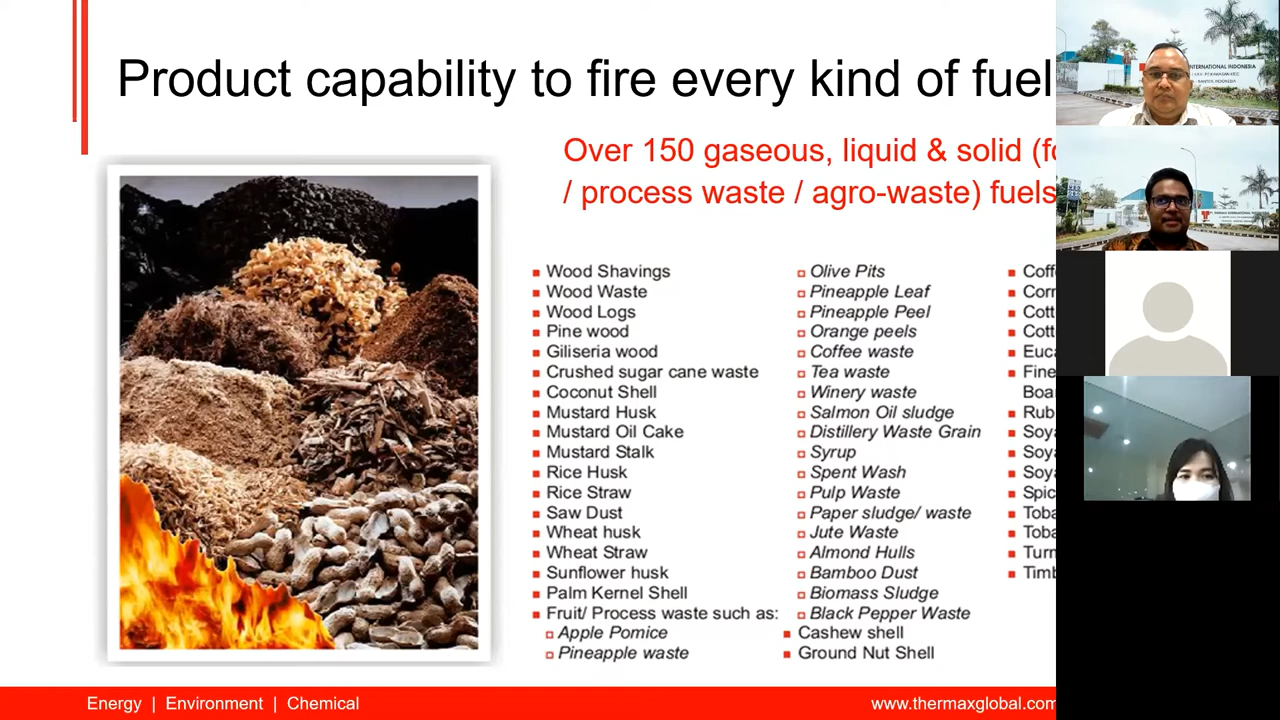 Product capability to fire every kind of fuel
Over 150 gaseous, liquid & solid
/ process waste / agro-waste) fuels
Wood Shavings
Wood Waste
Wood Logs
Pine wood
Giliseria wood
Crushed sugar cane waste
Coconut Shell
Mustard Husk
Mustard Oil Cake
Mustard Stalk
Rice Husk
Rice Straw
Saw Dust
Wheat husk
Wheat Straw
Sunflower husk
Palm Kernel Shell
Fruit/ Process waste such as:
Apple Pomice
Pineapple waste
Olive Pits
Pineapple Leaf
Pineapple Peel
Orange peels
Coffee waste
Tea waste
Winery waste
Salmon Oil sludge
Distillery Waste Grain
Syrup
Spent Wash
Pulp Waste
Paper sludge/ waste
Jute Waste
Almond Hulls
Bamboo Dust
Biomass Sludge
Black Pepper Waste
Cashew shell
Ground Nut Shell
Energy | Environment | Chemical
www.thermaxglobal.com
INTERNATIONAL INDONESIA